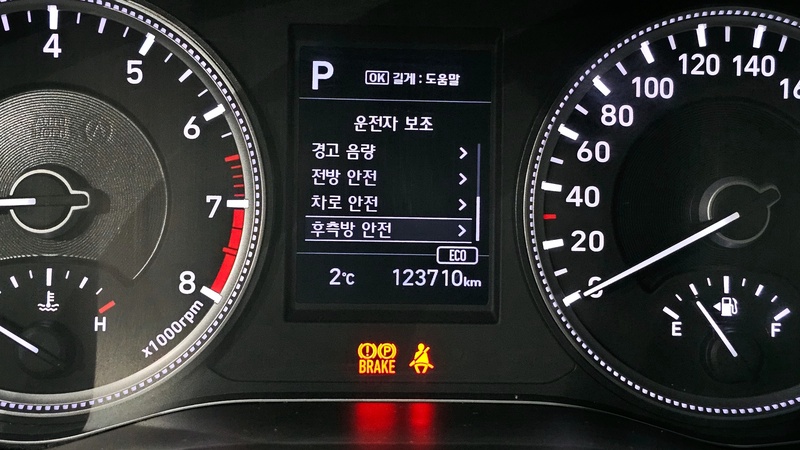 4
5
6
7
8
x1000rpm
H
P
OK 길게 : 도움말
운전자 보조
경고 음량
전방 안전
차로 안전
후측방 안전
ECO
2℃
123710km
BRAKE
0
20
40
60
80
100
120
140
E
F